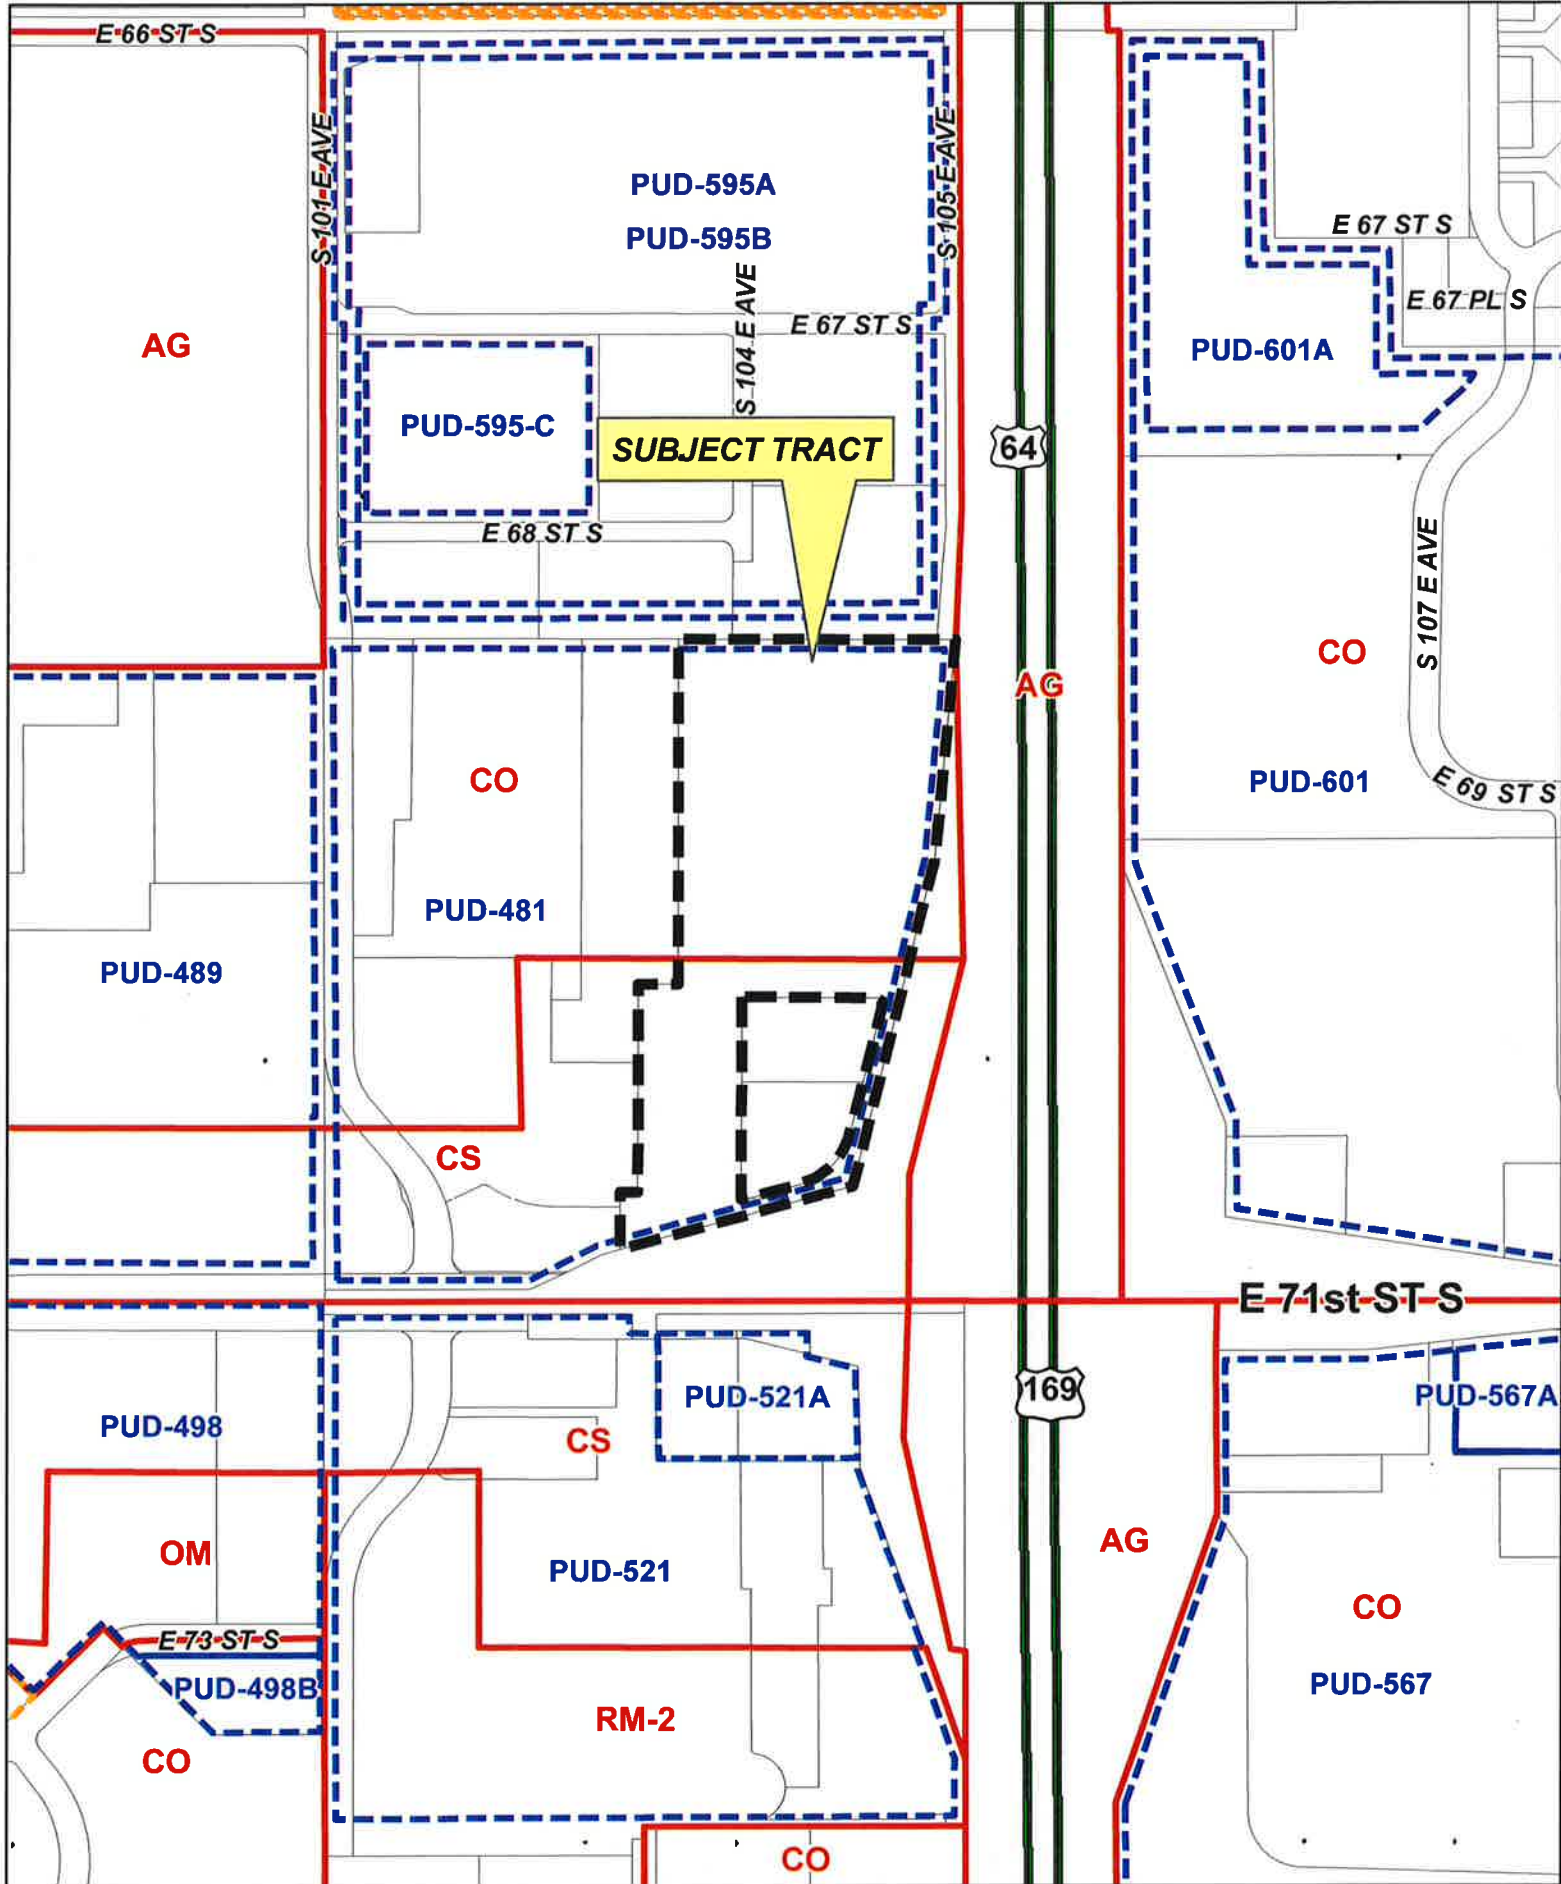 E 66 ST S
S 101 E AVE
PUD-595A
PUD-595B
S 105 E AVE
E 67 ST S
E 67 PL S
AG
S 104 E AVE
E 67 ST S
PUD-601A
PUD-595-C
SUBJECT TRACT
64
E 68 ST S
S 107 E AVE
CO
AG
CO
PUD-601
E 69 ST S
PUD-481
PUD-489
CS
E 71st ST S
PUD-498
PUD-521A
169
PUD-567A
CS
OM
PUD-521
AG
CO
E 73 ST S
PUD-498B
PUD-567
RM-2
CO
CO